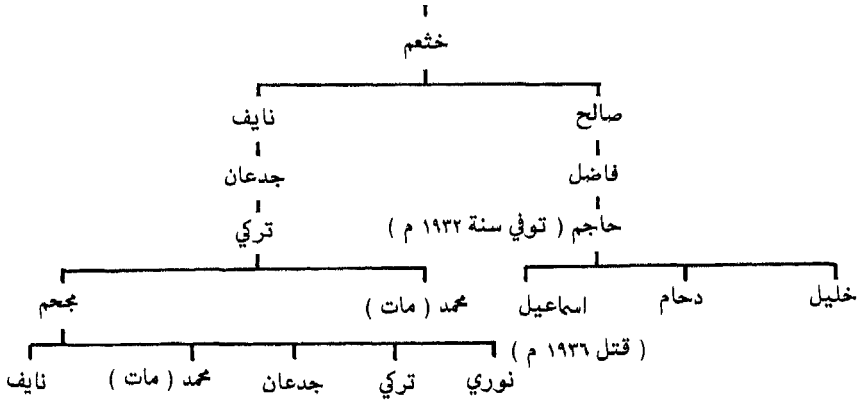 خثعم
صالح نايف
فاضل جدعان
حاجم ( توفي سنة ١٩٣٢ م ) تركي
خليل دحام اسماعيل محمد ( مات ) مجحم
( قتل ١٩٣٦ م )
نوري تركي جدعان محمد ( مات ) نايف